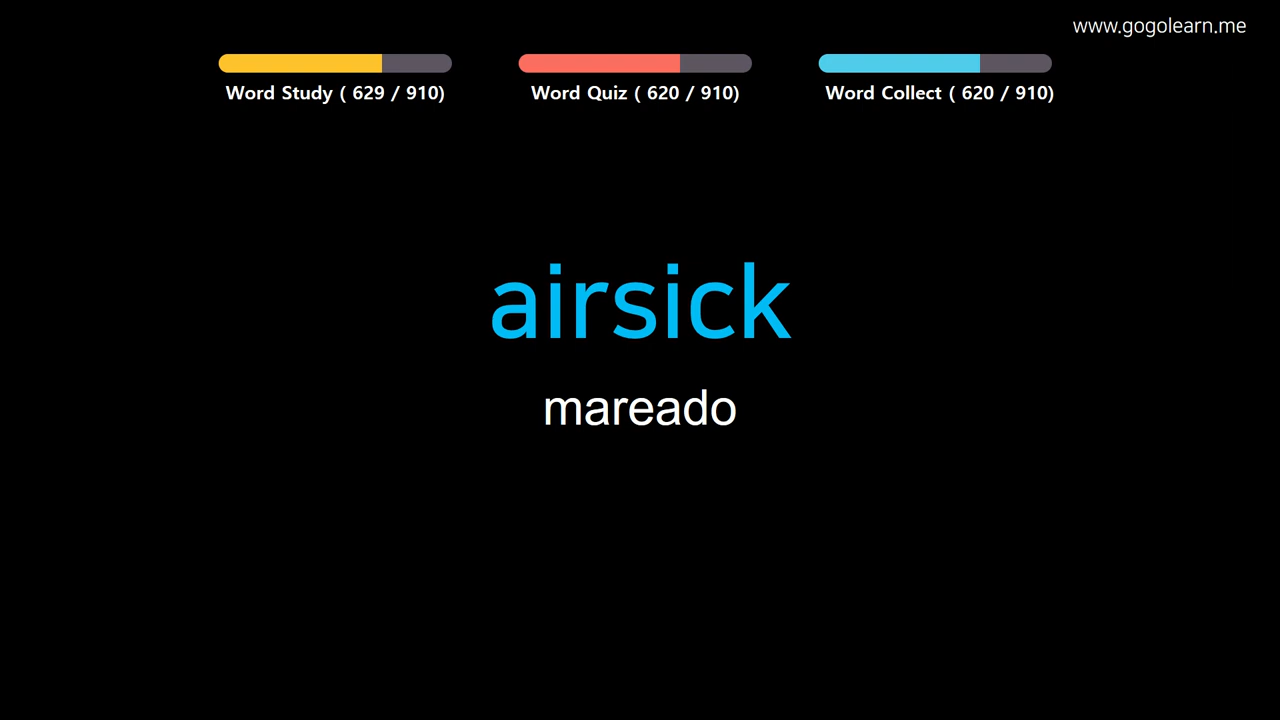 www.gogolearn.me
Word Study ( 629 / 910)
Word Quiz ( 620 / 910)
Word Collect ( 620 / 910)
airsick
mareado